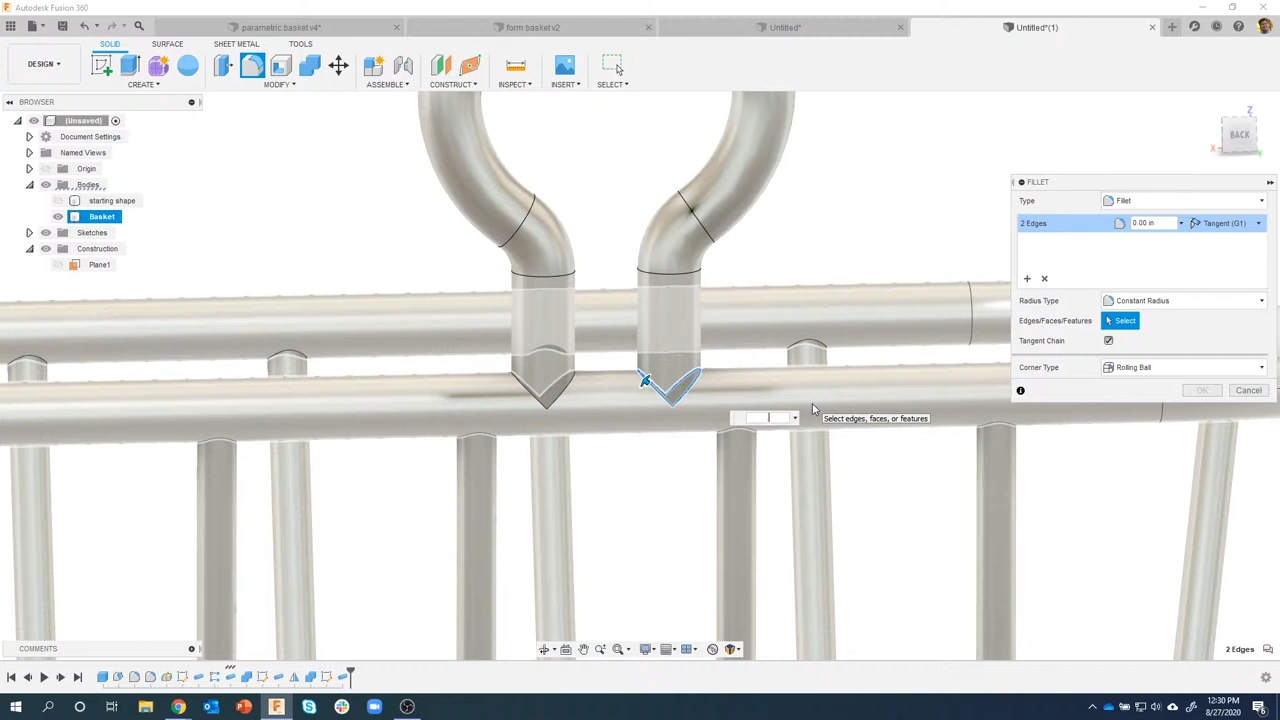 Autodesk Fusion 360
parametric basket v4*
form basket v2
Untitled*
Untitled*(1)
SOLID
SURFACE
SHEET METAL
TOOLS
DESIGN
CREATE
MODIFY
ASSEMBLE
CONSTRUCT
INSPECT
INSERT
SELECT
BROWSER
(Unsaved)
Document Settings
Named Views
Origin
Bodies
starting shape
Basket
Sketches
Construction
Plane1
Z
BACK
X
Y
FILLET
Type
Fillet
2 Edges
0.00 in
Tangent (G1)
Radius Type
Constant Radius
Edges/Faces/Features
Select
Tangent Chain
Corner Type
Rolling Ball
OK
Cancel
.
Select edges, faces, or features
COMMENTS
2 Edges
12:30 PM
8/27/2020
6